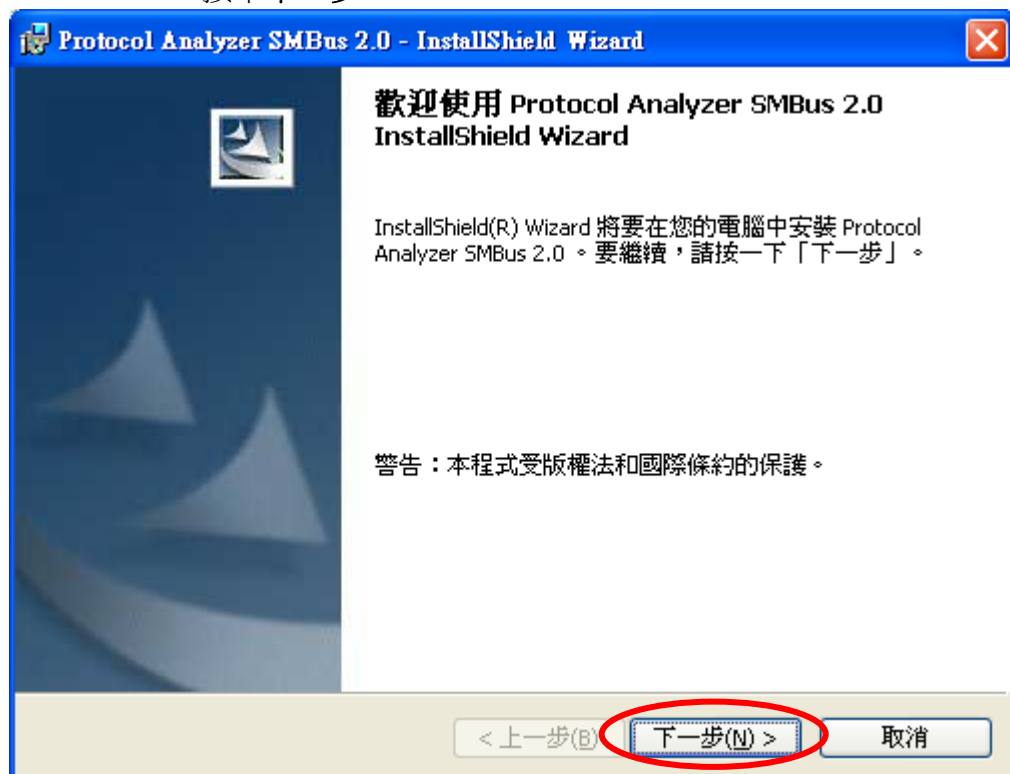 Protocol Analyzer SMBus 2.0 - InstallShield Wizard
歡迎使用 Protocol Analyzer SMBus 2.0
InstallShield Wizard
InstallShield(R) Wizard 將要在您的電腦中安裝 Protocol
Analyzer SMBus 2.0 。要繼續，請按一下「下一步」。
警告：本程式受版權法和國際條約的保護。
< 上一步(B)
下一步(N) >
取消